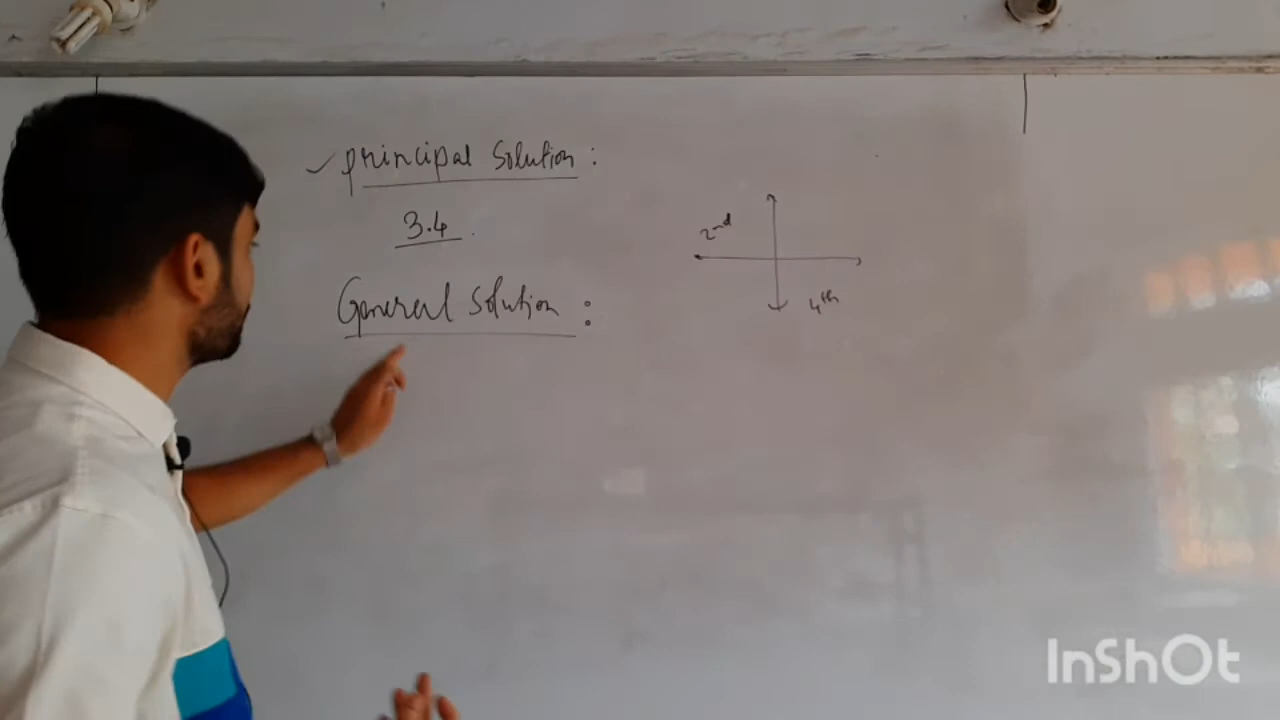 ✓ principal Solution :
3.4
2nd
General Solution :
4th
InShOt